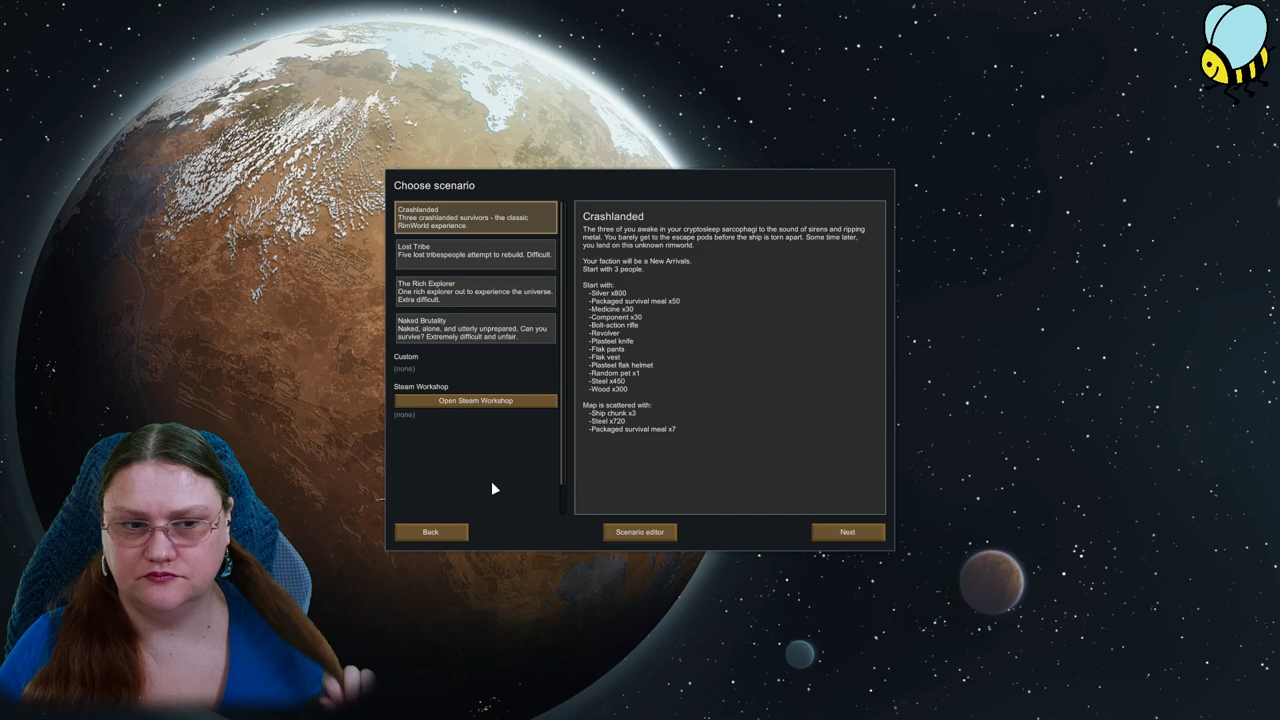 Choose scenario
Crashlanded
Three crashlanded survivors - the classic
RimWorld experience.
Lost Tribe
Five lost tribespeople attempt to rebuild. Difficult.
The Rich Explorer
One rich explorer out to experience the universe.
Extra difficult.
Naked Brutality
Naked, alone, and utterly unprepared. Can you
survive? Extremely difficult and unfair.
Custom
(none)
Steam Workshop
Open Steam Workshop
(none)
Crashlanded
The three of you awake in your cryptosleep sarcophagi to the sound of sirens and ripping
metal. You barely get to the escape pods before the ship is torn apart. Some time later,
you land on this unknown rimworld.
Your faction will be a New Arrivals.
Start with 3 people.
Start with:
-Silver x800
-Packaged survival meal x50
-Medicine x30
-Component x30
-Bolt-action rifle
-Revolver
-Plasteel knife
-Flak pants
-Flak vest
-Plasteel flak helmet
-Random pet x1
-Steel x450
-Wood x300
Map is scattered with:
-Ship chunk x3
-Steel x720
-Packaged survival meal x7
Back
Scenario editor
Next